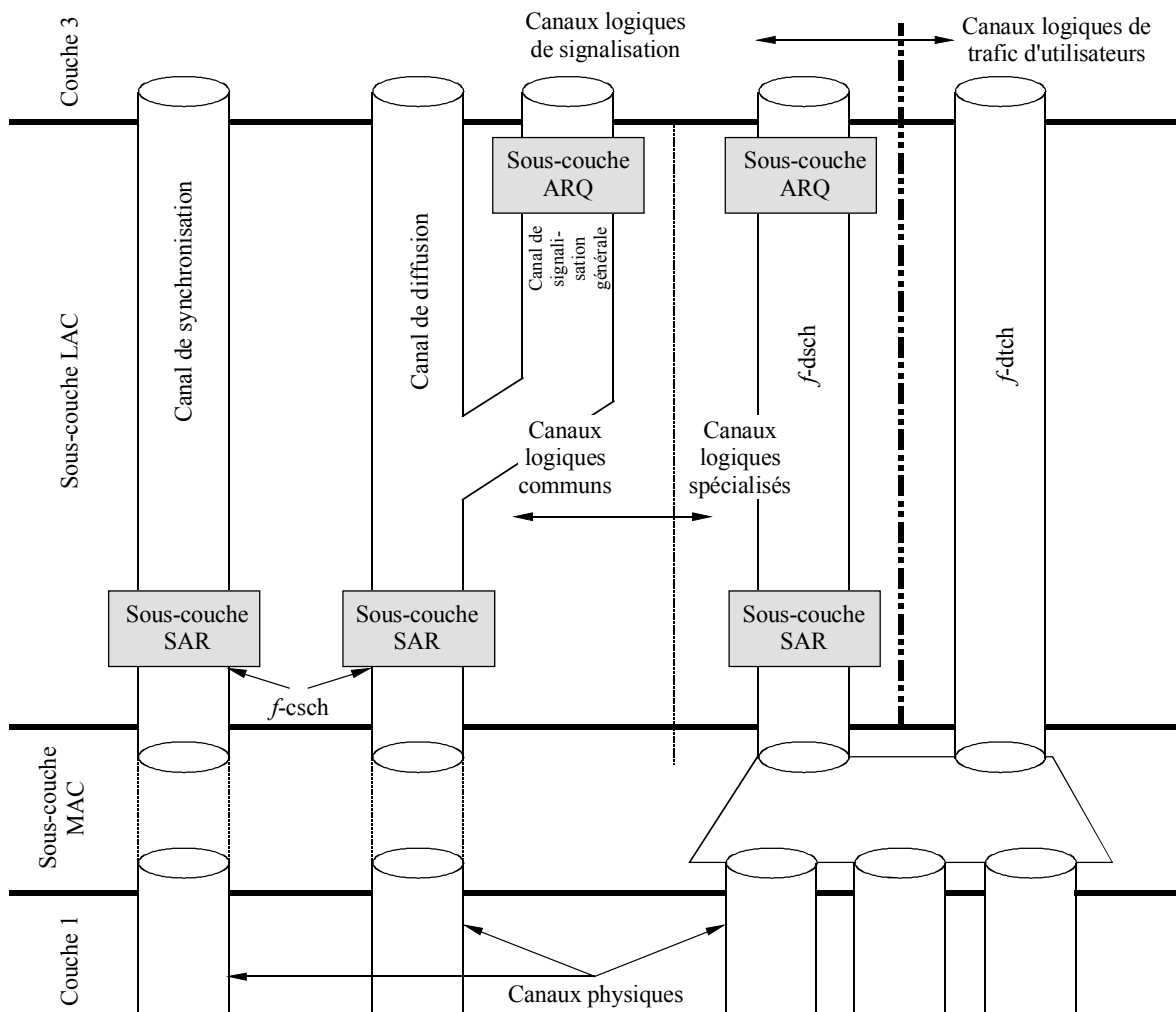 Couche 3
Canaux logiques
de signalisation
Canaux logiques de
trafic d'utilisateurs
Sous-couche LAC
Canal de synchronisation
Canal de diffusion
Sous-couche
ARQ
Canal de
signali-
sation
générale
Sous-couche
ARQ
f-dsch
f-dtch
Canaux
logiques
communs
Canaux
logiques
spécialisés
Sous-couche
SAR
Sous-couche
SAR
Sous-couche
SAR
f-csch
Sous-couche
MAC
Couche 1
Canaux physiques